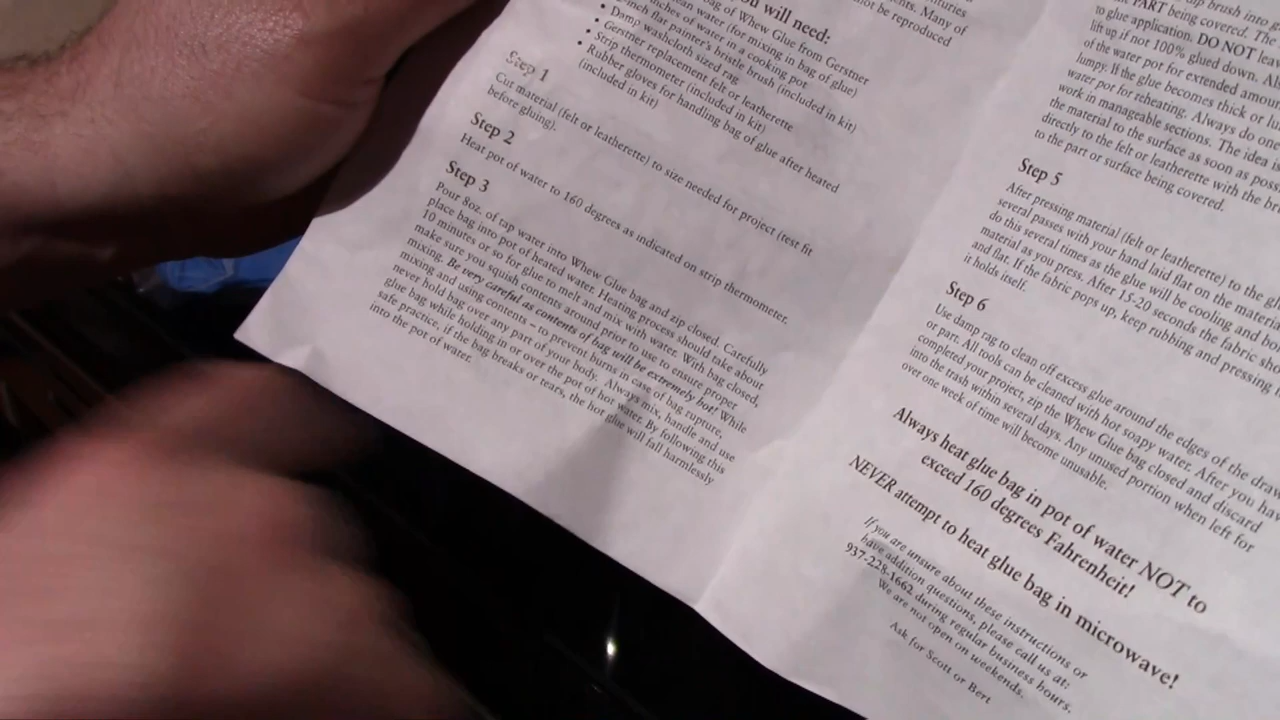 ou will need:
bag of Whew Glue from Gerstner
ean water (for mixing in bag of glue)
inches of water in a cooking pot
inch flat painter's bristle brush (included in kit)
• Damp washcloth sized rag
• Gerstner replacement felt or leatherette
• Strip thermometer (included in kit)
• Rubber gloves for handling bag of glue after heated
(included in kit)
Step 1
Cut material (felt or leatherette) to size needed for project (test fit
before gluing).
Step 2
Heat pot of water to 160 degrees as indicated on strip thermometer.
Step 3
Pour 8oz. of tap water into Whew Glue bag and zip closed. Carefully
place bag into pot of heated water. Heating process should take about
10 minutes or so for glue to melt and mix with water. With bag closed,
make sure you squish contents around prior to use to ensure proper
mixing. Be very careful as contents of bag will be extremely hot! While
mixing and using contents – to prevent burns in case of bag rupture,
never hold bag over any part of your body. Always mix, handle and use
glue bag while holding in or over the pot of hot water. By following this
safe practice, if the bag breaks or tears, the hot glue will fall harmlessly
into the pot of water.
nturies
nts. Many of
not be reproduced
brush into
PART being covered. The
to glue application. DO NOT leav
lift up if not 100% glued down. Al
of the water pot for extended amou
lumpy. If the glue becomes thick or lu
water pot for reheating. Always do one
work in manageable sections. The idea is
the material to the surface as soon as poss
directly to the felt or leatherette with the br
to the part or surface being covered.
Step 5
After pressing material (felt or leatherette) to the gl
several passes with your hand laid flat on the materia
do this several times as the glue will be cooling and bo
material as you press. After 15-20 seconds the fabric sh
and flat. If the fabric pops up, keep rubbing and pressing
it holds itself.
Step 6
Use damp rag to clean off excess glue around the edges of the draw
or part. All tools can be cleaned with hot soapy water. After you hav
completed your project, zip the Whew Glue bag closed and discard
into the trash within several days. Any unused portion when left for
over one week of time will become unusable.
Always heat glue bag in pot of water NOT to
exceed 160 degrees Fahrenheit!
NEVER attempt to heat glue bag in microwave!
If you are unsure about these instructions or
have addition questions, please call us at:
937-228-1662 during regular business hours.
We are not open on weekends.
Ask for Scott or Bert